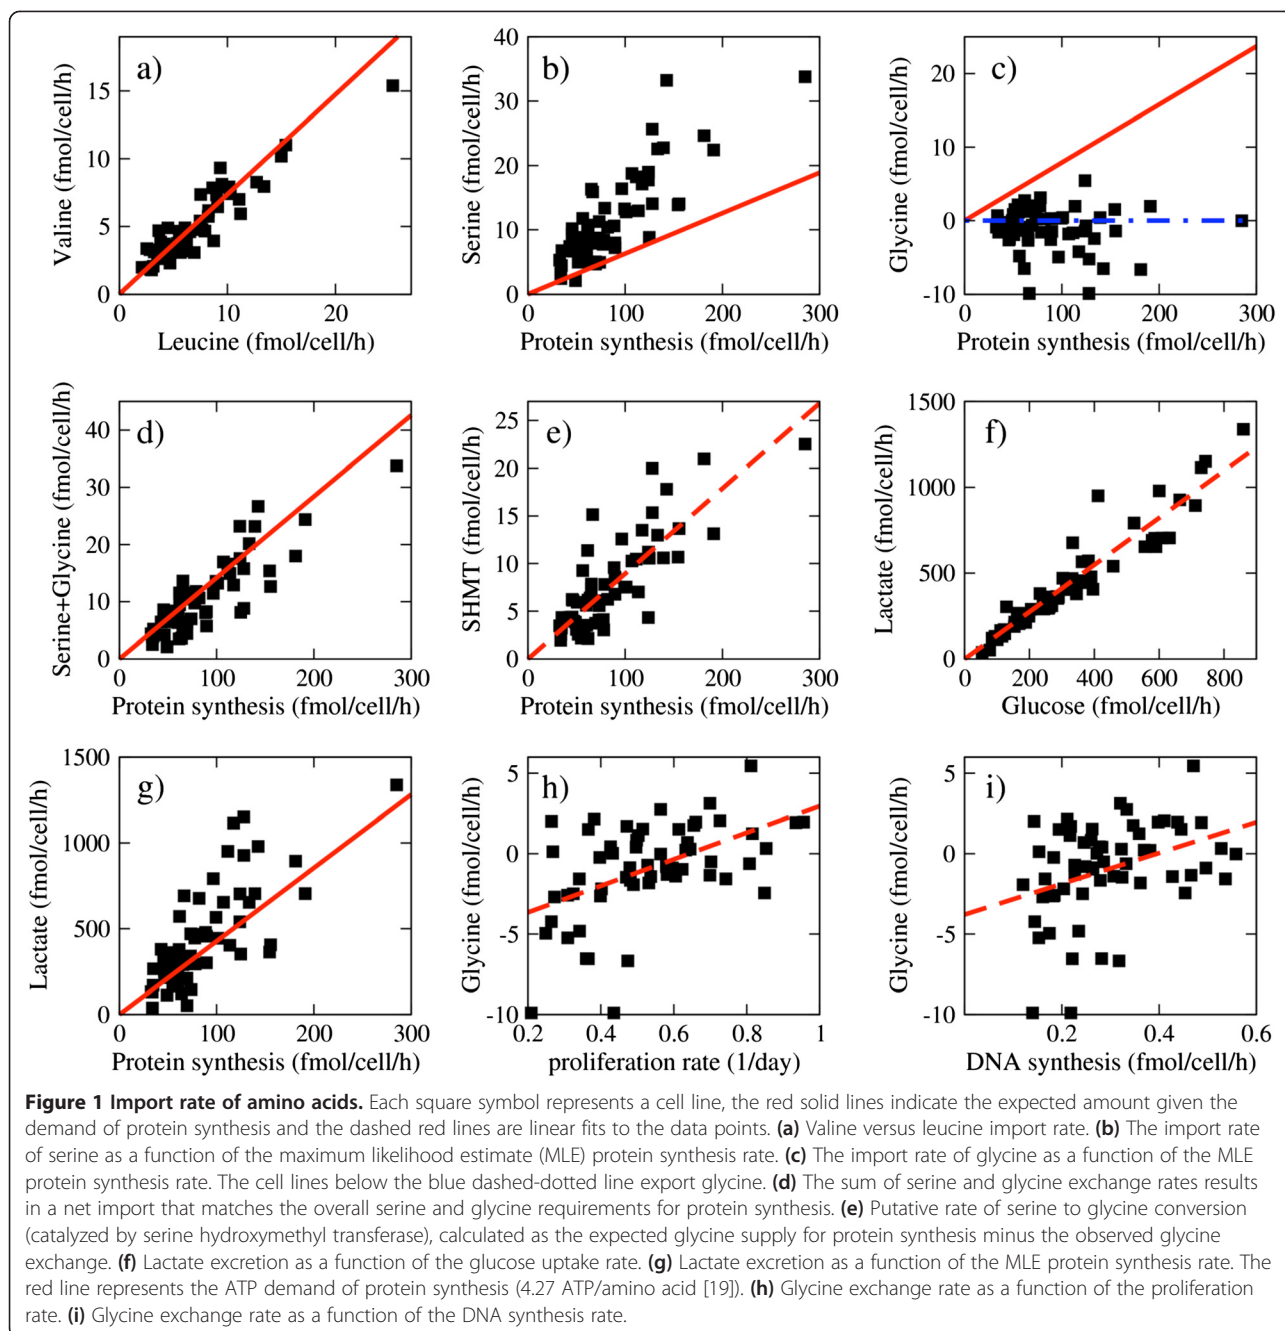 a)
Valine (fmol/cell/h)
15
10
5
0
0 10 20
Leucine (fmol/cell/h)
b)
Serine (fmol/cell/h)
40
30
20
10
0
0 100 200 300
Protein synthesis (fmol/cell/h)
c)
Glycine (fmol/cell/h)
20
10
0
-10
0 100 200 300
Protein synthesis (fmol/cell/h)
d)
Serine+Glycine (fmol/cell/h)
40
30
20
10
0
0 100 200 300
Protein synthesis (fmol/cell/h)
e)
SHMT (fmol/cell/h)
25
20
15
10
5
0
0 100 200 300
Protein synthesis (fmol/cell/h)
f)
Lactate (fmol/cell/h)
1500
1000
500
0
0 200 400 600 800
Glucose (fmol/cell/h)
g)
Lactate (fmol/cell/h)
1500
1000
500
0
0 100 200 300
Protein synthesis (fmol/cell/h)
h)
Glycine (fmol/cell/h)
5
0
-5
-10
0.2 0.4 0.6 0.8 1
proliferation rate (1/day)
i)
Glycine (fmol/cell/h)
5
0
-5
-10
0.2 0.4 0.6
DNA synthesis (fmol/cell/h)
Figure 1 Import rate of amino acids. Each square symbol represents a cell line, the red solid lines indicate the expected amount given the
demand of protein synthesis and the dashed red lines are linear fits to the data points. (a) Valine versus leucine import rate. (b) The import rate
of serine as a function of the maximum likelihood estimate (MLE) protein synthesis rate. (c) The import rate of glycine as a function of the MLE
protein synthesis rate. The cell lines below the blue dashed-dotted line export glycine. (d) The sum of serine and glycine exchange rates results
in a net import that matches the overall serine and glycine requirements for protein synthesis. (e) Putative rate of serine to glycine conversion
(catalyzed by serine hydroxymethyl transferase), calculated as the expected glycine supply for protein synthesis minus the observed glycine
exchange. (f) Lactate excretion as a function of the glucose uptake rate. (g) Lactate excretion as a function of the MLE protein synthesis rate. The
red line represents the ATP demand of protein synthesis (4.27 ATP/amino acid [19]). (h) Glycine exchange rate as a function of the proliferation
rate. (i) Glycine exchange rate as a function of the DNA synthesis rate.